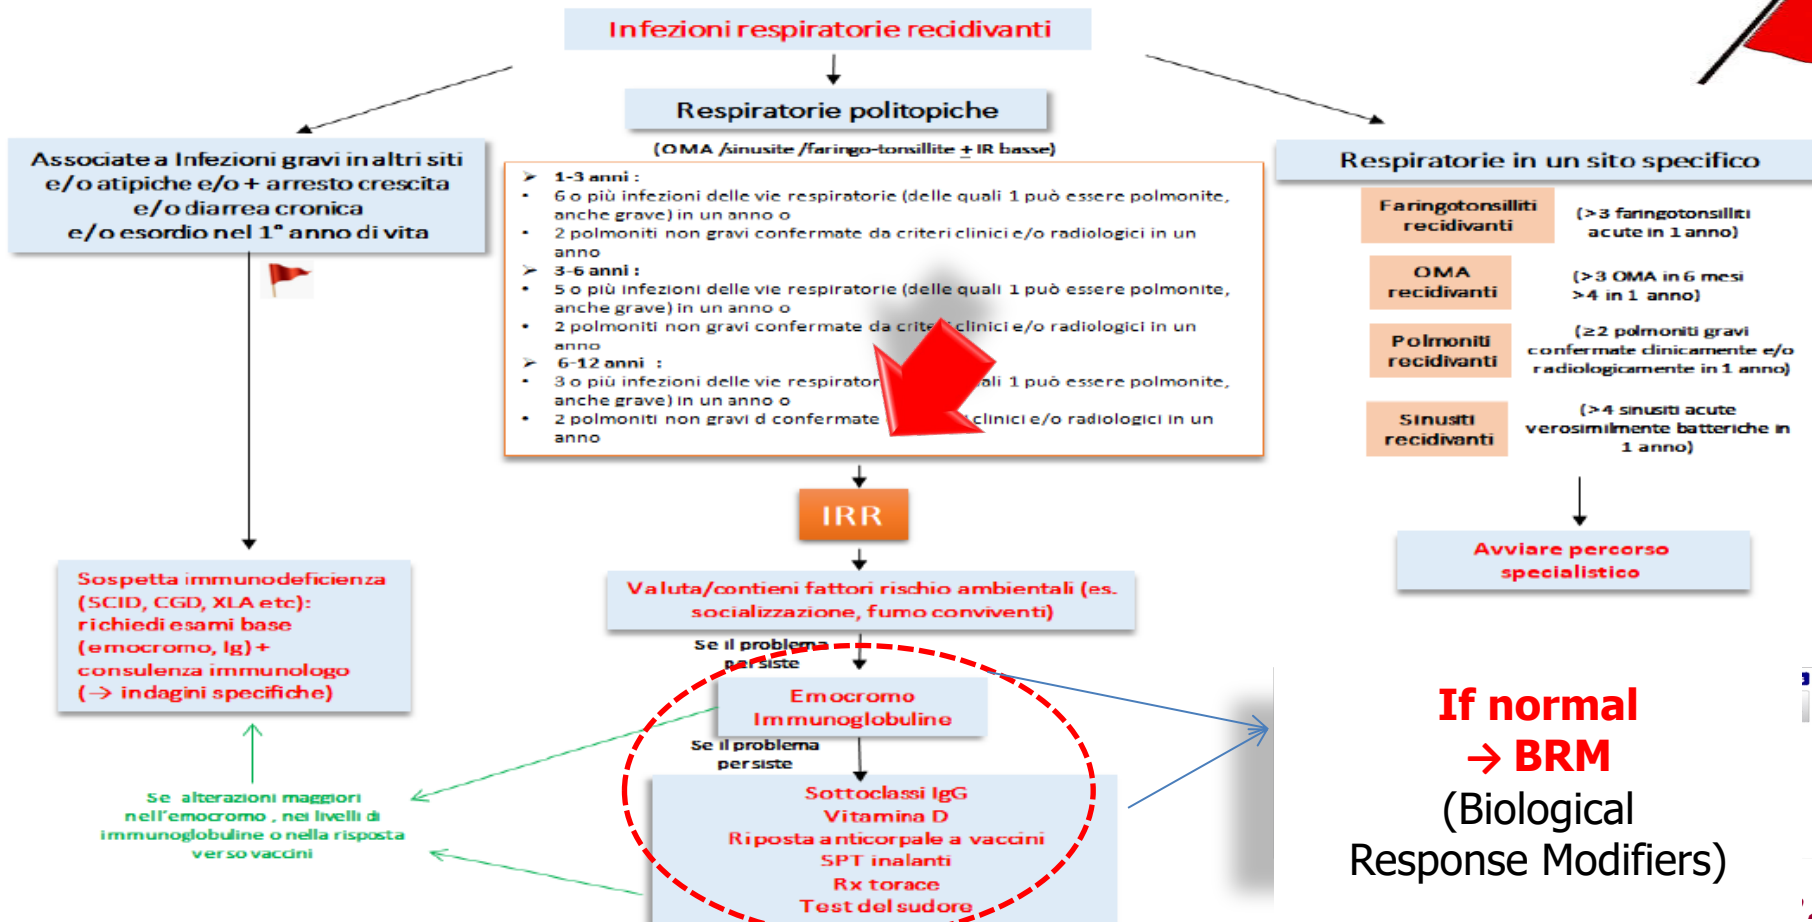 Infezioni respiratorie recidivanti
Respiratorie politopiche
(OMA /sinusite /faringo-tonsillite + IR basse)
Associate a Infezioni gravi in altri siti
e/o atipiche e/o + arresto crescita
e/o diarrea cronica
e/o esordio nel 1° anno di vita
➢ 1-3 anni :
• 6 o più infezioni delle vie respiratorie (delle quali 1 può essere polmonite,
anche grave) in un anno o
• 2 polmoniti non gravi confermate da criteri clinici e/o radiologici in un
anno
➢ 3-6 anni :
• 5 o più infezioni delle vie respiratorie (delle quali 1 può essere polmonite,
anche grave) in un anno o
• 2 polmoniti non gravi confermate da criteri clinici e/o radiologici in un
anno
➢ 6-12 anni :
• 3 o più infezioni delle vie respirator ali 1 può essere polmonite,
anche grave) in un anno o
• 2 polmoniti non gravi d confermate clinici e/o radiologici in un
anno
Respiratorie in un sito specifico
Faringotonsilliti
recidivanti
(>3 faringotonsilliti
acute in 1 anno)
OMA
recidivanti
(>3 OMA in 6 mesi
>4 in 1 anno)
Polmoniti
recidivanti
(≥2 polmoniti gravi
confermate clinicamente e/o
radiologicamente in 1 anno)
Sinusiti
recidivanti
(>4 sinusiti acute
verosimilmente batteriche in
1 anno)
Avviare percorso
specialistico
IRR
Valuta/contieni fattori rischio ambientali (es.
socializzazione, fumo conviventi)
Se il problema
persiste
Emocromo
Immunoglobuline
Se il problema
persiste
Sottoclassi IgG
Vitamina D
Riposta anticorpale a vaccini
SPT inalanti
Rx torace
Test del sudore
Sospetta immunodeficienza
(SCID, CGD, XLA etc):
richiedi esami base
(emocromo, Ig) +
consulenza immunologo
(→ indagini specifiche)
Se alterazioni maggiori
nell'emocromo , nei livelli di
immunoglobuline o nella risposta
verso vaccini
If normal
→ BRM
(Biological
Response Modifiers)